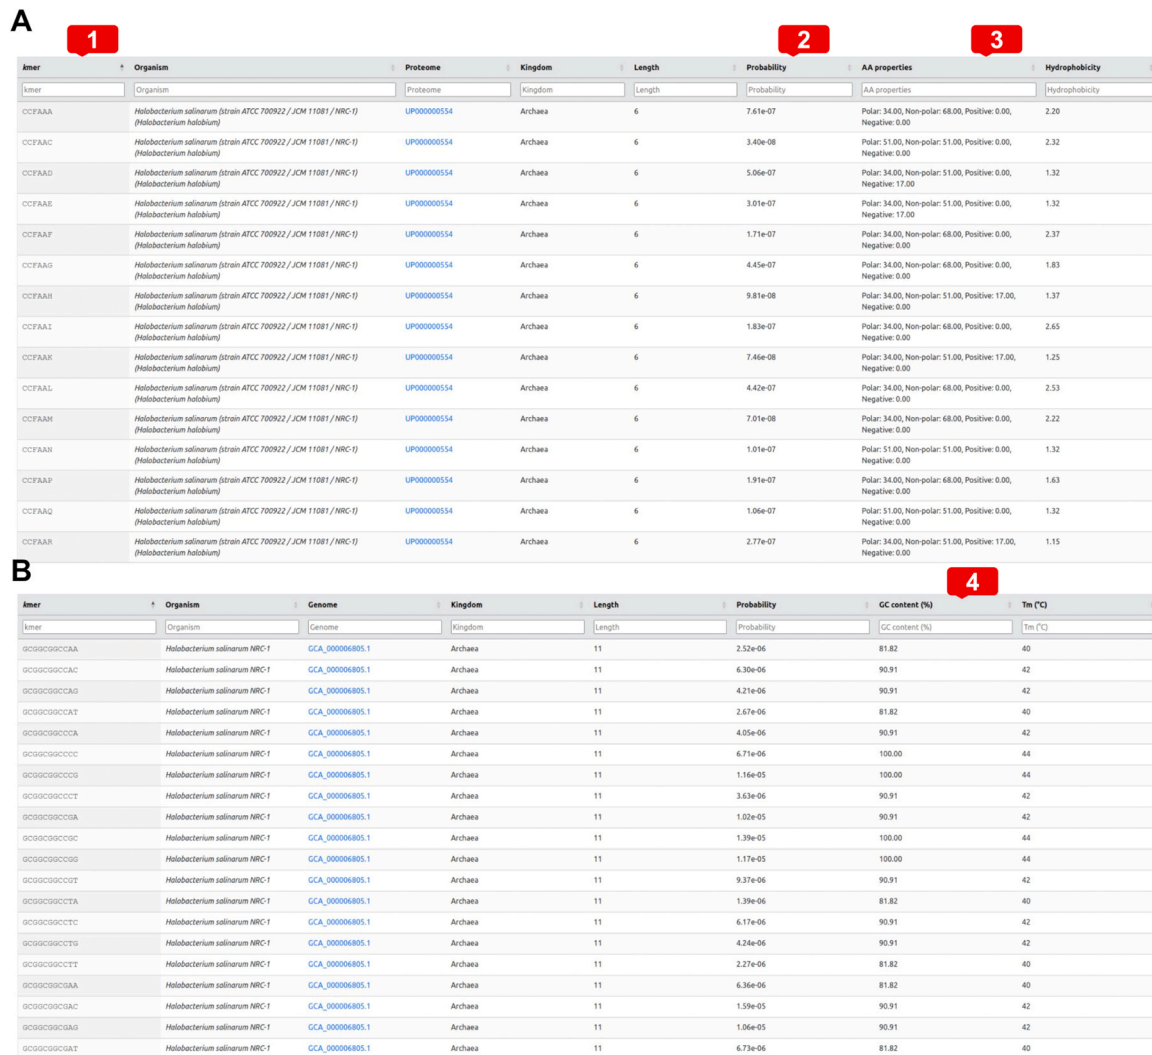 A
1 2 3
kmer Organism Proteome Kingdom Length Probability AA properties Hydrophobicity
kmer Organism Proteome Kingdom Length Probability AA properties Hydrophobicity
CCFAAA Halobacterium salinarum (strain ATCC 700922 / JCM 11081 / NRC-1) UP000000554 Archaea 6 7.61e-07 Polar: 34.00, Non-polar: 68.00, Positive: 0.00, 2.20
(Halobacterium halobium) Negative: 0.00
CCFAAC Halobacterium salinarum (strain ATCC 700922 / JCM 11081 / NRC-1) UP000000554 Archaea 6 3.40e-08 Polar: 51.00, Non-polar: 51.00, Positive: 0.00, 2.32
(Halobacterium halobium) Negative: 0.00
CCFAAD Halobacterium salinarum (strain ATCC 700922 / JCM 11081 / NRC-1) UP000000554 Archaea 6 5.06e-07 Polar: 34.00, Non-polar: 51.00, Positive: 0.00, 1.32
(Halobacterium halobium) Negative: 17.00
CCFAAE Halobacterium salinarum (strain ATCC 700922 / JCM 11081 / NRC-1) UP000000554 Archaea 6 3.01e-07 Polar: 34.00, Non-polar: 51.00, Positive: 0.00, 1.32
(Halobacterium halobium) Negative: 17.00
CCFAAF Halobacterium salinarum (strain ATCC 700922 / JCM 11081 / NRC-1) UP000000554 Archaea 6 1.71e-07 Polar: 34.00, Non-polar: 68.00, Positive: 0.00, 2.37
(Halobacterium halobium) Negative: 0.00
CCFAAG Halobacterium salinarum (strain ATCC 700922 / JCM 11081 / NRC-1) UP000000554 Archaea 6 4.45e-07 Polar: 34.00, Non-polar: 68.00, Positive: 0.00, 1.83
(Halobacterium halobium) Negative: 0.00
CCFAAH Halobacterium salinarum (strain ATCC 700922 / JCM 11081 / NRC-1) UP000000554 Archaea 6 9.81e-08 Polar: 34.00, Non-polar: 51.00, Positive: 17.00, 1.37
(Halobacterium halobium) Negative: 0.00
CCFAAI Halobacterium salinarum (strain ATCC 700922 / JCM 11081 / NRC-1) UP000000554 Archaea 6 1.83e-07 Polar: 34.00, Non-polar: 68.00, Positive: 0.00, 2.65
(Halobacterium halobium) Negative: 0.00
CCFAAK Halobacterium salinarum (strain ATCC 700922 / JCM 11081 / NRC-1) UP000000554 Archaea 6 7.46e-08 Polar: 34.00, Non-polar: 51.00, Positive: 17.00, 1.25
(Halobacterium halobium) Negative: 0.00
CCFAAL Halobacterium salinarum (strain ATCC 700922 / JCM 11081 / NRC-1) UP000000554 Archaea 6 4.42e-07 Polar: 34.00, Non-polar: 68.00, Positive: 0.00, 2.53
(Halobacterium halobium) Negative: 0.00
CCFAAM Halobacterium salinarum (strain ATCC 700922 / JCM 11081 / NRC-1) UP000000554 Archaea 6 7.01e-08 Polar: 34.00, Non-polar: 68.00, Positive: 0.00, 2.22
(Halobacterium halobium) Negative: 0.00
CCFAAN Halobacterium salinarum (strain ATCC 700922 / JCM 11081 / NRC-1) UP000000554 Archaea 6 1.01e-07 Polar: 51.00, Non-polar: 51.00, Positive: 0.00, 1.32
(Halobacterium halobium) Negative: 0.00
CCFAAP Halobacterium salinarum (strain ATCC 700922 / JCM 11081 / NRC-1) UP000000554 Archaea 6 1.91e-07 Polar: 34.00, Non-polar: 68.00, Positive: 0.00, 1.63
(Halobacterium halobium) Negative: 0.00
CCFAAQ Halobacterium salinarum (strain ATCC 700922 / JCM 11081 / NRC-1) UP000000554 Archaea 6 1.06e-07 Polar: 51.00, Non-polar: 51.00, Positive: 0.00, 1.32
(Halobacterium halobium) Negative: 0.00
CCFAAR Halobacterium salinarum (strain ATCC 700922 / JCM 11081 / NRC-1) UP000000554 Archaea 6 2.77e-07 Polar: 34.00, Non-polar: 51.00, Positive: 17.00, 1.15
(Halobacterium halobium) Negative: 0.00
B
4
kmer Organism Genome Kingdom Length Probability GC content (%) Tm (°C)
kmer Organism Genome Kingdom Length Probability GC content (%) Tm (°C)
GCGGCGGCCAA Halobacterium salinarum NRC-1 GCA_000006805.1 Archaea 11 2.52e-06 81.82 40
GCGGCGGCCAC Halobacterium salinarum NRC-1 GCA_000006805.1 Archaea 11 6.30e-06 90.91 42
GCGGCGGCCAG Halobacterium salinarum NRC-1 GCA_000006805.1 Archaea 11 4.21e-06 90.91 42
GCGGCGGCCAT Halobacterium salinarum NRC-1 GCA_000006805.1 Archaea 11 2.67e-06 81.82 40
GCGGCGGCCCA Halobacterium salinarum NRC-1 GCA_000006805.1 Archaea 11 4.05e-06 90.91 42
GCGGCGGCCCC Halobacterium salinarum NRC-1 GCA_000006805.1 Archaea 11 6.71e-06 100.00 44
GCGGCGGCCCG Halobacterium salinarum NRC-1 GCA_000006805.1 Archaea 11 1.16e-05 100.00 44
GCGGCGGCCCT Halobacterium salinarum NRC-1 GCA_000006805.1 Archaea 11 3.63e-06 90.91 42
GCGGCGGCCGA Halobacterium salinarum NRC-1 GCA_000006805.1 Archaea 11 1.02e-05 90.91 42
GCGGCGGCCGC Halobacterium salinarum NRC-1 GCA_000006805.1 Archaea 11 1.39e-05 100.00 44
GCGGCGGCCGG Halobacterium salinarum NRC-1 GCA_000006805.1 Archaea 11 1.17e-05 100.00 44
GCGGCGGCCGT Halobacterium salinarum NRC-1 GCA_000006805.1 Archaea 11 9.37e-06 90.91 42
GCGGCGGCCTA Halobacterium salinarum NRC-1 GCA_000006805.1 Archaea 11 1.39e-06 81.82 40
GCGGCGGCCTC Halobacterium salinarum NRC-1 GCA_000006805.1 Archaea 11 6.17e-06 90.91 42
GCGGCGGCCTG Halobacterium salinarum NRC-1 GCA_000006805.1 Archaea 11 4.24e-06 90.91 42
GCGGCGGCCTT Halobacterium salinarum NRC-1 GCA_000006805.1 Archaea 11 2.27e-06 81.82 40
GCGGCGGCGAA Halobacterium salinarum NRC-1 GCA_000006805.1 Archaea 11 6.36e-06 81.82 40
GCGGCGGCGAC Halobacterium salinarum NRC-1 GCA_000006805.1 Archaea 11 1.59e-05 90.91 42
GCGGCGGCGAG Halobacterium salinarum NRC-1 GCA_000006805.1 Archaea 11 1.06e-05 90.91 42
GCGGCGGCGAT Halobacterium salinarum NRC-1 GCA_000006805.1 Archaea 11 6.73e-06 81.82 40